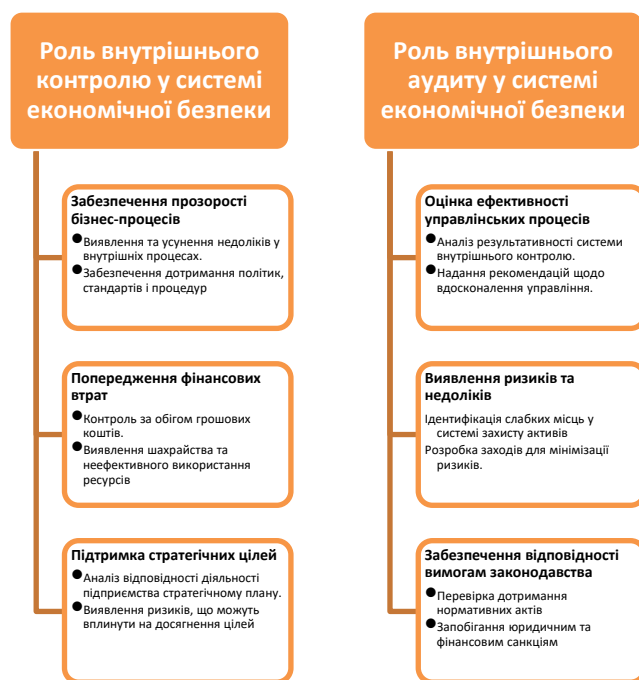 Роль внутрішнього
контролю у системі
економічної безпеки
Забезпечення прозорості
бізнес-процесів
●Виявлення та усунення недоліків у
внутрішніх процесах.
●Забезпечення дотримання політик,
стандартів і процедур
Попередження фінансових
втрат
●Контроль за обігом грошових
коштів.
●Виявлення шахрайства та
неефективного використання
ресурсів
Підтримка стратегічних цілей
●Аналіз відповідності діяльності
підприємства стратегічному плану.
●Виявлення ризиків, що можуть
вплинути на досягнення цілей
Роль внутрішнього
аудиту у системі
економічної безпеки
Оцінка ефективності
управлінських процесів
●Аналіз результативності системи
внутрішнього контролю.
●Надання рекомендацій щодо
вдосконалення управління.
Виявлення ризиків та
недоліків
Ідентифікація слабких місць у
системі захисту активів
Розробка заходів для мінімізації
ризиків.
Забезпечення відповідності
вимогам законодавства
●Перевірка дотримання
нормативних актів
●Запобігання юридичним та
фінансовим санкціям